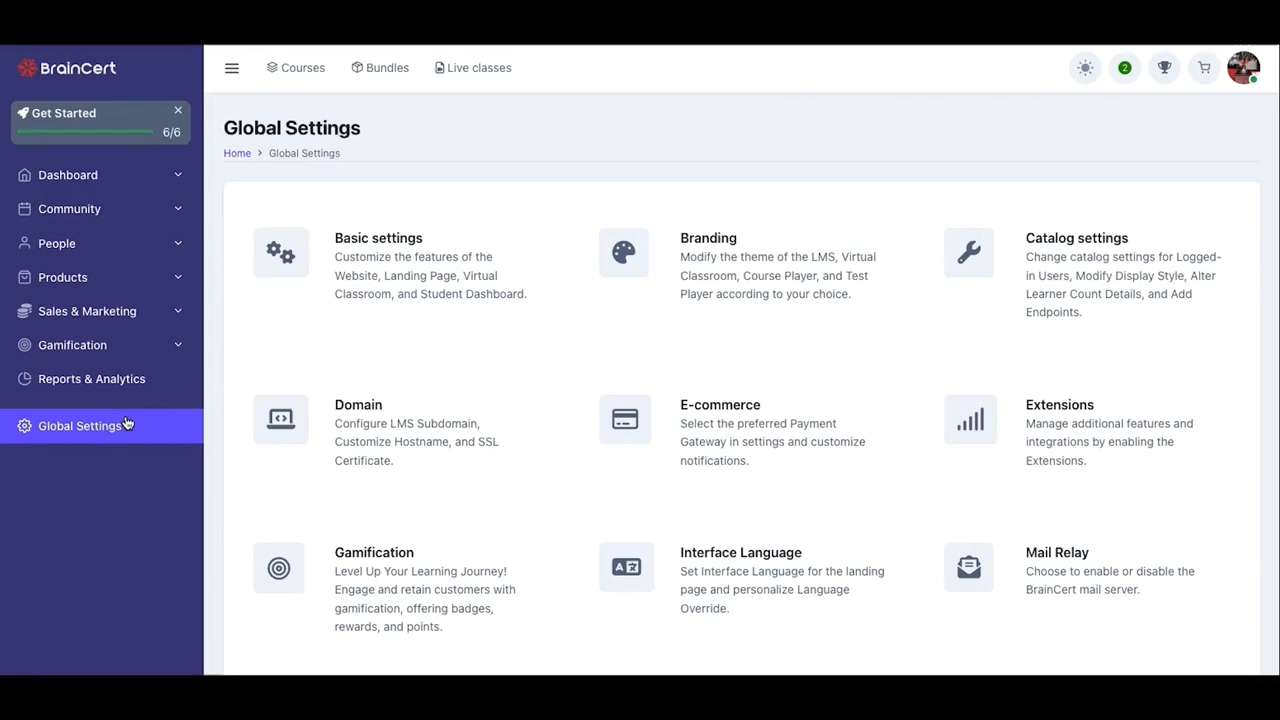 BrainCert
Get Started
6/6
Dashboard
Community
People
Products
Sales & Marketing
Gamification
Reports & Analytics
Global Settings
Courses
Bundles
Live classes
2
Global Settings
Home > Global Settings
Basic settings
Customize the features of the
Website, Landing Page, Virtual
Classroom, and Student Dashboard.
Branding
Modify the theme of the LMS, Virtual
Classroom, Course Player, and Test
Player according to your choice.
Catalog settings
Change catalog settings for Logged-
in Users, Modify Display Style, Alter
Learner Count Details, and Add
Endpoints.
Domain
Configure LMS Subdomain,
Customize Hostname, and SSL
Certificate.
E-commerce
Select the preferred Payment
Gateway in settings and customize
notifications.
Extensions
Manage additional features and
integrations by enabling the
Extensions.
Gamification
Level Up Your Learning Journey!
Engage and retain customers with
gamification, offering badges,
rewards, and points.
Interface Language
Set Interface Language for the landing
page and personalize Language
Override.
Mail Relay
Choose to enable or disable the
BrainCert mail server.